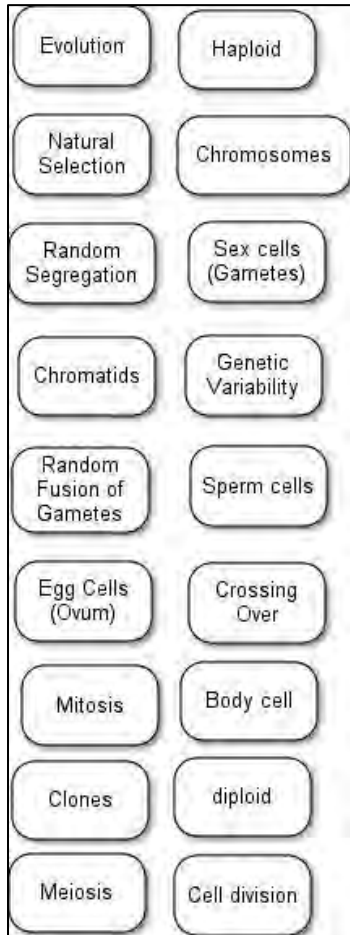 Evolution
Haploid
Natural
Selection
Chromosomes
Random
Segregation
Sex cells
(Gametes)
Chromatids
Genetic
Variability
Random
Fusion of
Gametes
Sperm cells
Egg Cells
(Ovum)
Crossing
Over
Mitosis
Body cell
Clones
diploid
Meiosis
Cell division